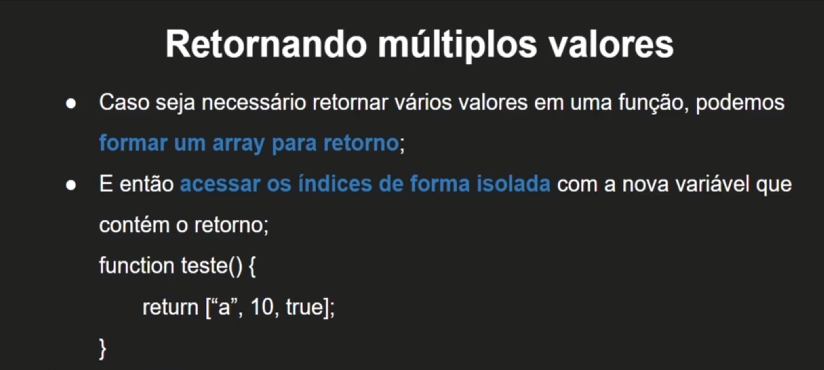 Retornando múltiplos valores
● Caso seja necessário retornar vários valores em uma função, podemos
formar um array para retorno;
● E então acessar os índices de forma isolada com a nova variável que
contém o retorno;
function teste() {
return [“a”, 10, true];
}